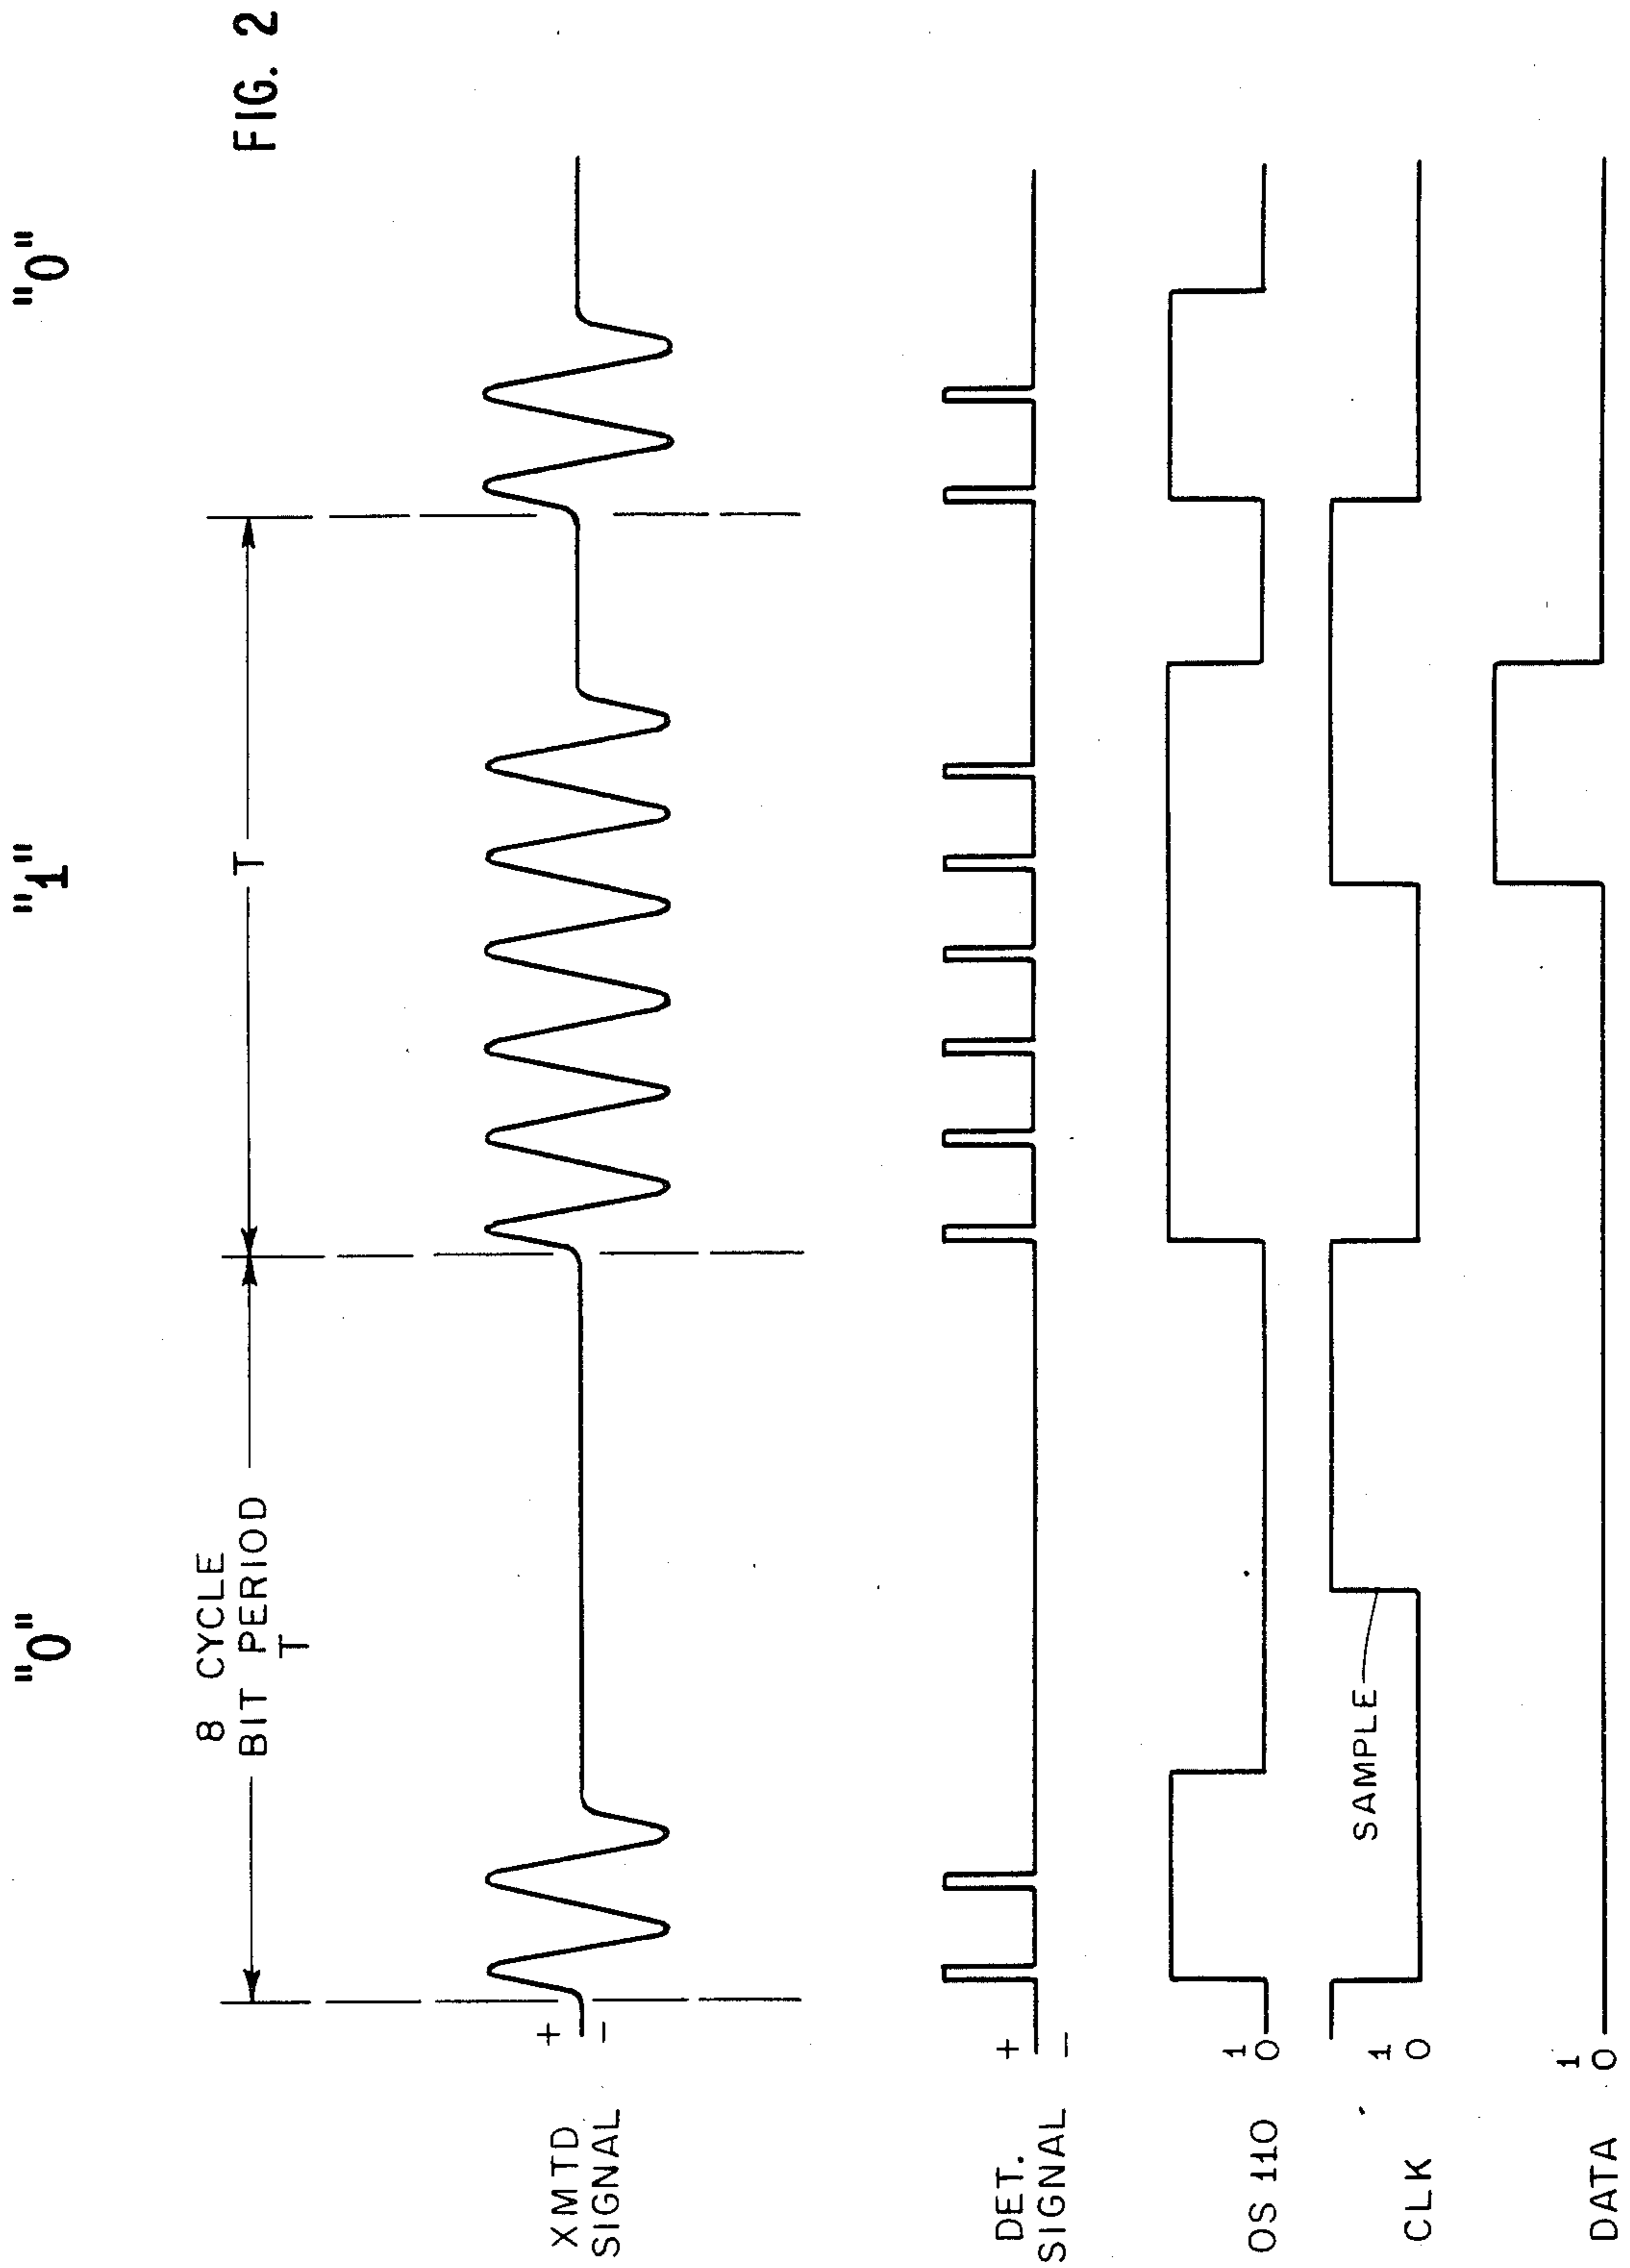 "0" "1" "0"
FIG. 2
8 CYCLE
BIT PERIOD
T
T
XMTD
SIGNAL
+
−
DET.
SIGNAL
+
−
OS 110
1
0
SAMPLE
CLK
1
0
DATA
1
0